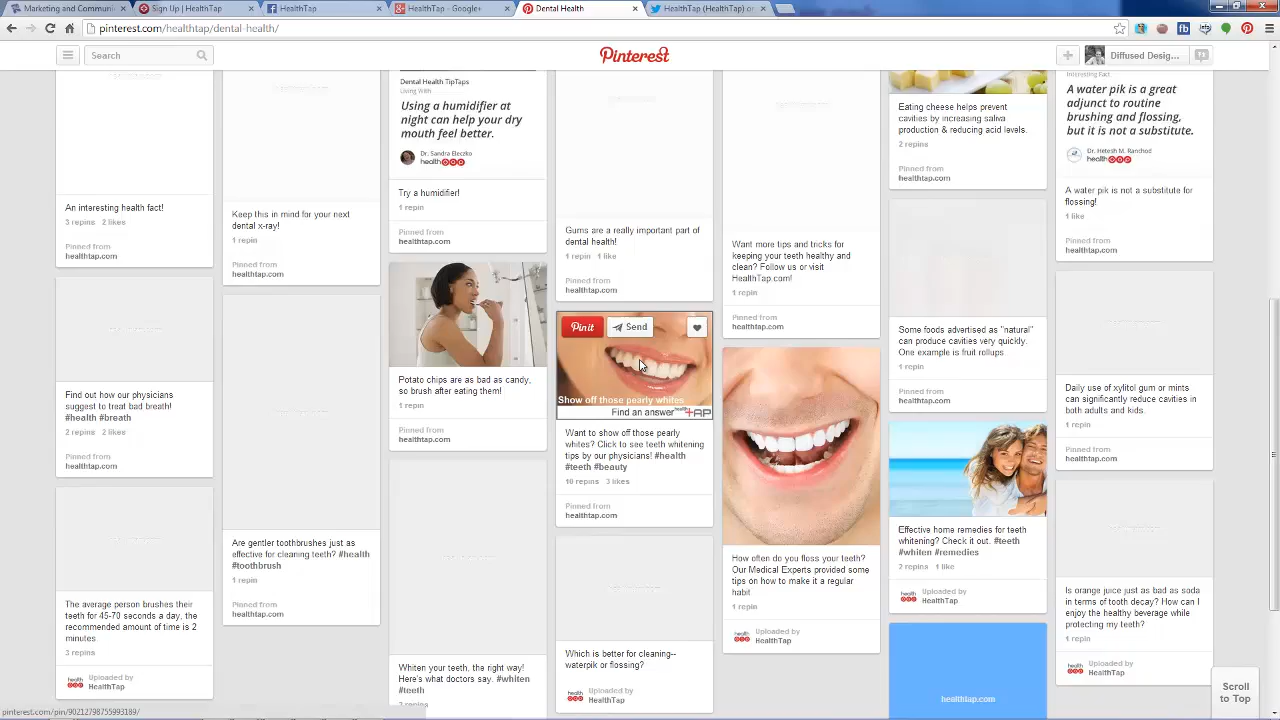 Marketing and Communi
Sign Up | HealthTap
HealthTap
HealthTap - Google+
Dental Health
HealthTap (HealthTap) or
pinterest.com/healthtap/dental-health/
Search
Pinterest
Diffused Desig...
An interesting health fact!
3 repins 2 likes
Pinned from
healthtap.com
Find out how our physicians
suggest to treat bad breath!
#health #breath
2 repins 2 likes
Pinned from
healthtap.com
The average person brushes their
teeth for 45-70 seconds a day, the
recommended amount of time is 2
minutes.
3 repins
Uploaded by
HealthTap
Keep this in mind for your next
dental x-ray!
1 repin
Pinned from
healthtap.com
Are gentler toothbrushes just as
effective for cleaning teeth? #health
#toothbrush
1 repin
Pinned from
healthtap.com
Dental Health TipTaps
Living With
Using a humidifier at
night can help your dry
mouth feel better.
Dr. Sandra Eleczko
health
Try a humidifier!
1 repin
Pinned from
healthtap.com
Potato chips are as bad as candy,
so brush after eating them!
1 repin
Pinned from
healthtap.com
Whiten your teeth, the right way!
Here's what doctors say. #whiten
#teeth
Gums are a really important part of
dental health!
1 repin 1 like
Pinned from
healthtap.com
Pin it
Send
Show off those pearly whites
Find an answer
health TAP
Want to show off those pearly
whites? Click to see teeth whitening
tips by our physicians! #health
#teeth #beauty
10 repins 3 likes
Pinned from
healthtap.com
Which is better for cleaning--
waterpik or flossing?
Uploaded by
HealthTap
Want more tips and tricks for
keeping your teeth healthy and
clean? Follow us or visit
HealthTap.com!
1 repin
Pinned from
healthtap.com
How often do you floss your teeth?
Our Medical Experts provided some
tips on how to make it a regular
habit
1 repin
Uploaded by
HealthTap
Eating cheese helps prevent
cavities by increasing saliva
production & reducing acid levels.
2 repins
Pinned from
healthtap.com
Some foods advertised as "natural"
can produce cavities very quickly.
One example is fruit rollups.
1 repin
Pinned from
healthtap.com
Effective home remedies for teeth
whitening? Check it out. #teeth
#whiten #remedies
2 repins 1 like
Uploaded by
HealthTap
healthtap.com
Interesting Fact
A water pik is a great
adjunct to routine
brushing and flossing,
but it is not a substitute.
Dr. Hetesh M. Ranchod
health
A water pik is not a substitute for
flossing!
1 like
Pinned from
healthtap.com
Daily use of xylitol gum or mints
can significantly reduce cavities in
both adults and kids.
1 repin
Pinned from
healthtap.com
Is orange juice just as bad as soda
in terms of tooth decay? How can I
enjoy the healthy beverage while
protecting my teeth?
1 repin
Uploaded by
HealthTap
Scroll
to Top
pinterest.com/pin/90212798755993189/